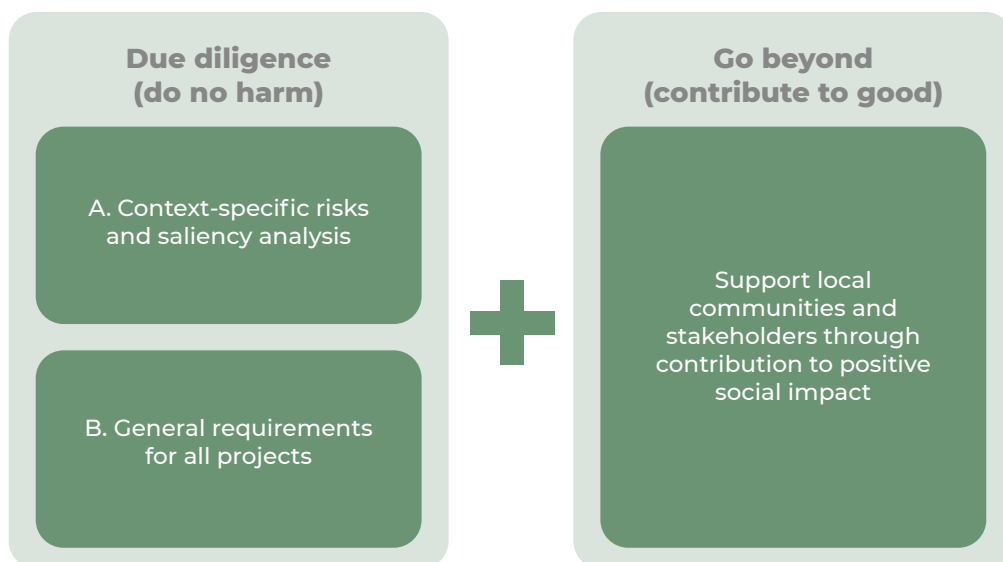 Due diligence
(do no harm)
A. Context-specific risks
and saliency analysis
B. General requirements
for all projects
Go beyond
(contribute to good)
Support local
communities and
stakeholders through
contribution to positive
social impact